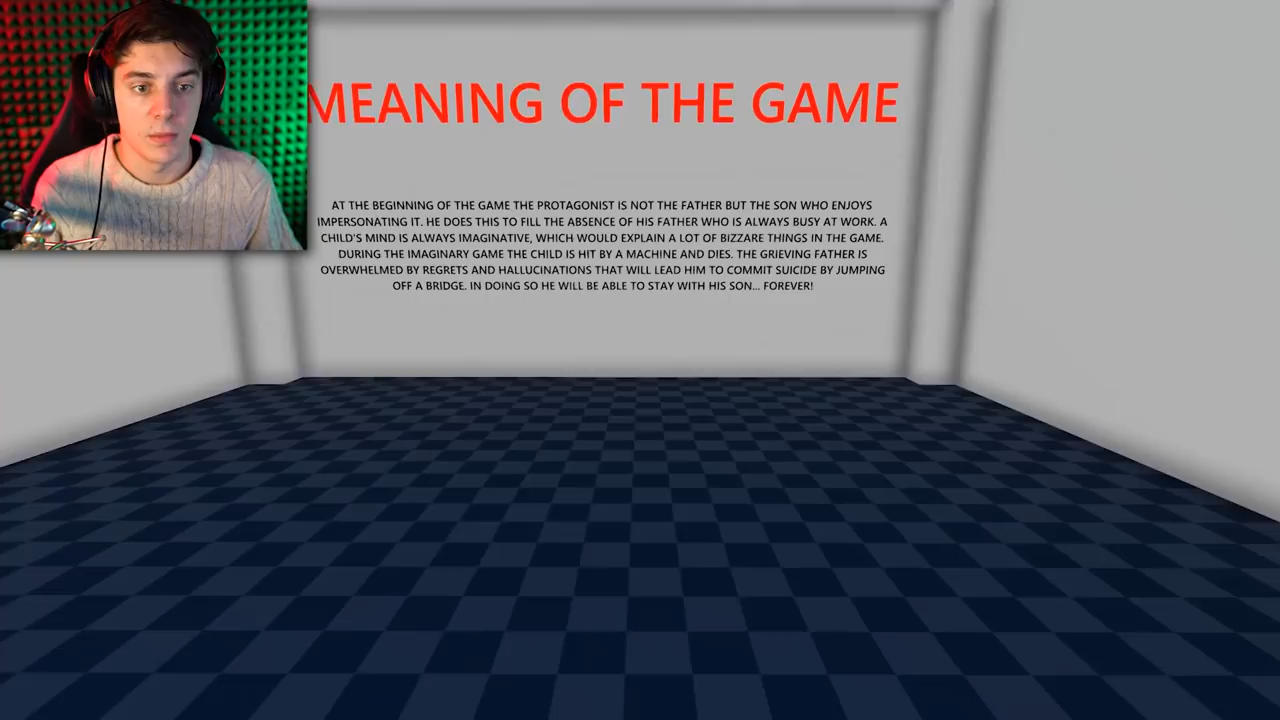 MEANING OF THE GAME
AT THE BEGINNING OF THE GAME THE PROTAGONIST IS NOT THE FATHER BUT THE SON WHO ENJOYS
IMPERSONATING IT. HE DOES THIS TO FILL THE ABSENCE OF HIS FATHER WHO IS ALWAYS BUSY AT WORK. A
CHILD'S MIND IS ALWAYS IMAGINATIVE, WHICH WOULD EXPLAIN A LOT OF BIZZARE THINGS IN THE GAME.
DURING THE IMAGINARY GAME THE CHILD IS HIT BY A MACHINE AND DIES. THE GRIEVING FATHER IS
OVERWHELMED BY REGRETS AND HALLUCINATIONS THAT WILL LEAD HIM TO COMMIT SUICIDE BY JUMPING
OFF A BRIDGE. IN DOING SO HE WILL BE ABLE TO STAY WITH HIS SON... FOREVER!